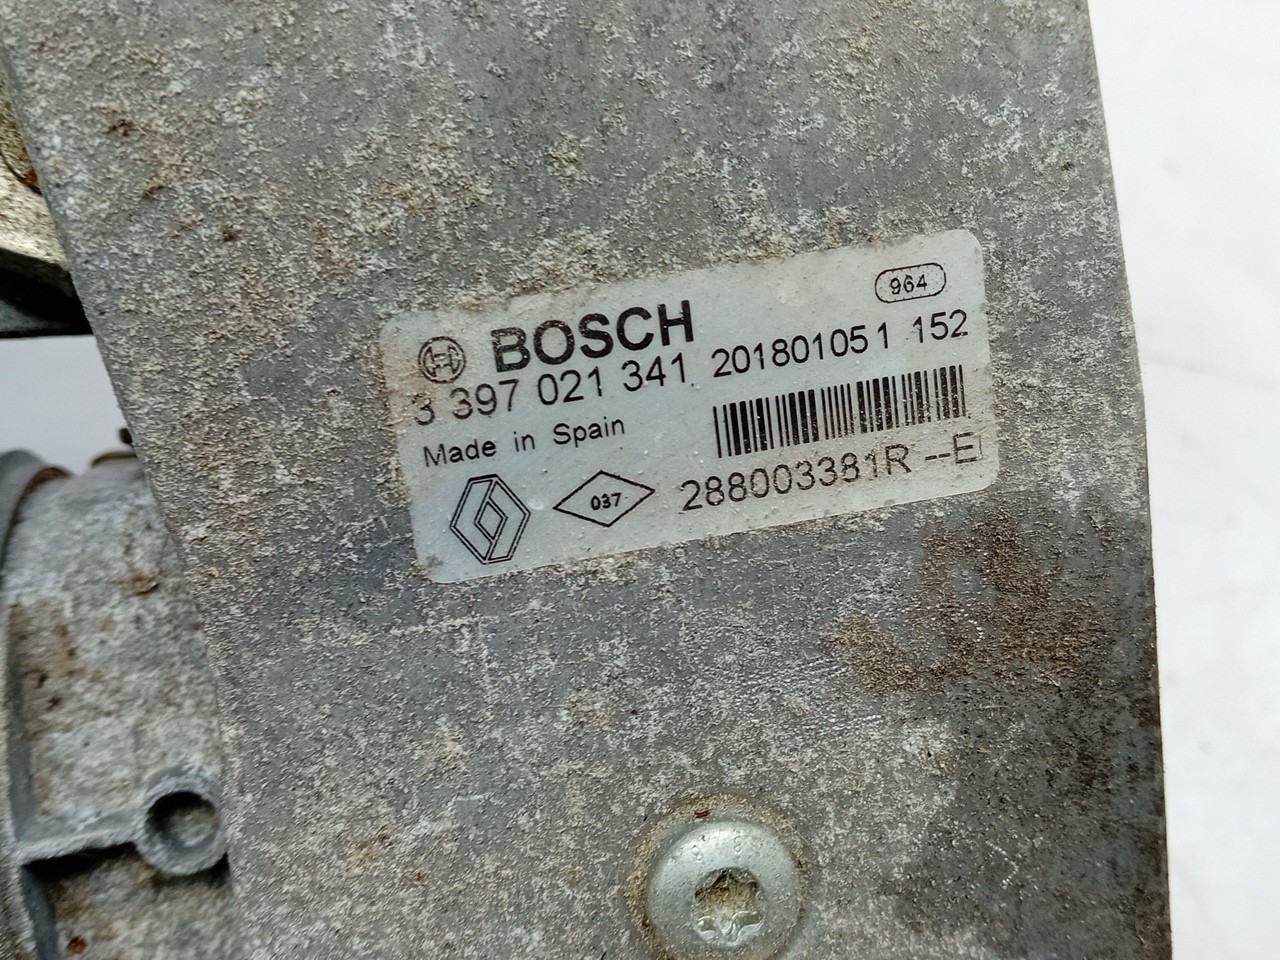 964
BOSCH
3 397 021 341 201801051 152
Made in Spain
037 288003381R --E